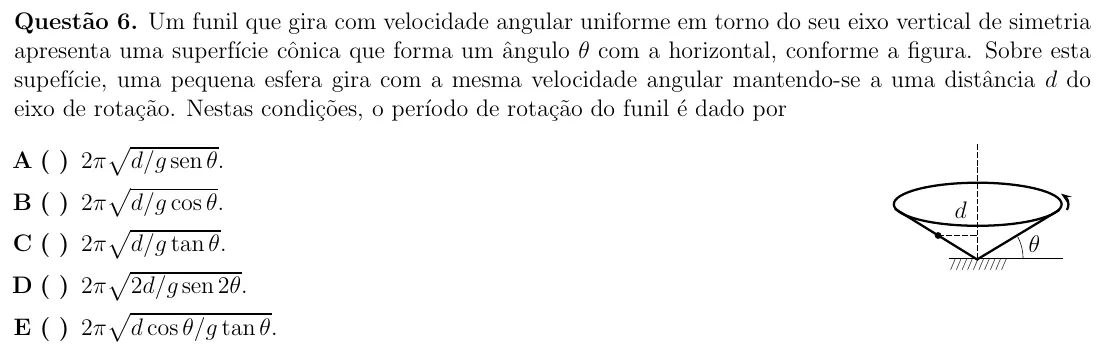 Questão 6. Um funil que gira com velocidade angular uniforme em torno do seu eixo vertical de simetria
apresenta uma superfície cônica que forma um ângulo θ com a horizontal, conforme a figura. Sobre esta
supefície, uma pequena esfera gira com a mesma velocidade angular mantendo-se a uma distância d do
eixo de rotação. Nestas condições, o período de rotação do funil é dado por
A ( ) 2π√(d/g sen θ).
B ( ) 2π√(d/g cos θ).
C ( ) 2π√(d/g tan θ).
D ( ) 2π√(2d/g sen 2θ).
E ( ) 2π√(d cos θ/g tan θ).
d
θ